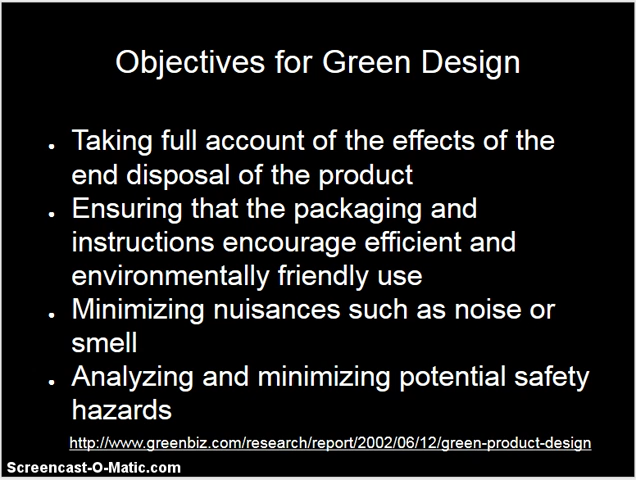 Objectives for Green Design
• Taking full account of the effects of the
end disposal of the product
• Ensuring that the packaging and
instructions encourage efficient and
environmentally friendly use
• Minimizing nuisances such as noise or
smell
• Analyzing and minimizing potential safety
hazards
http://www.greenbiz.com/research/report/2002/06/12/green-product-design
Screencast-O-Matic.com